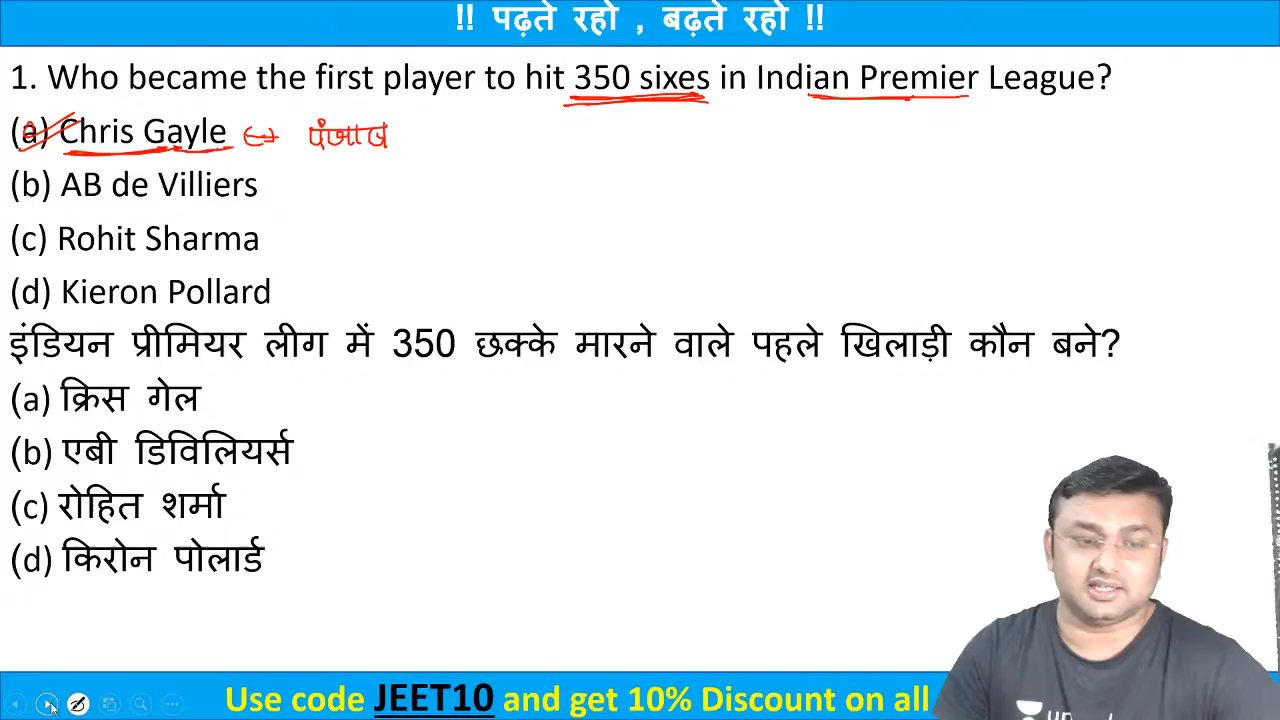 !! पढ़ते रहो , बढ़ते रहो !!
1. Who became the first player to hit 350 sixes in Indian Premier League?
(a) Chris Gayle पंजाब
(b) AB de Villiers
(c) Rohit Sharma
(d) Kieron Pollard
इंडियन प्रीमियर लीग में 350 छक्के मारने वाले पहले खिलाड़ी कौन बने?
(a) क्रिस गेल
(b) एबी डिविलियर्स
(c) रोहित शर्मा
(d) किरोन पोलार्ड
Use code JEET10 and get 10% Discount on all